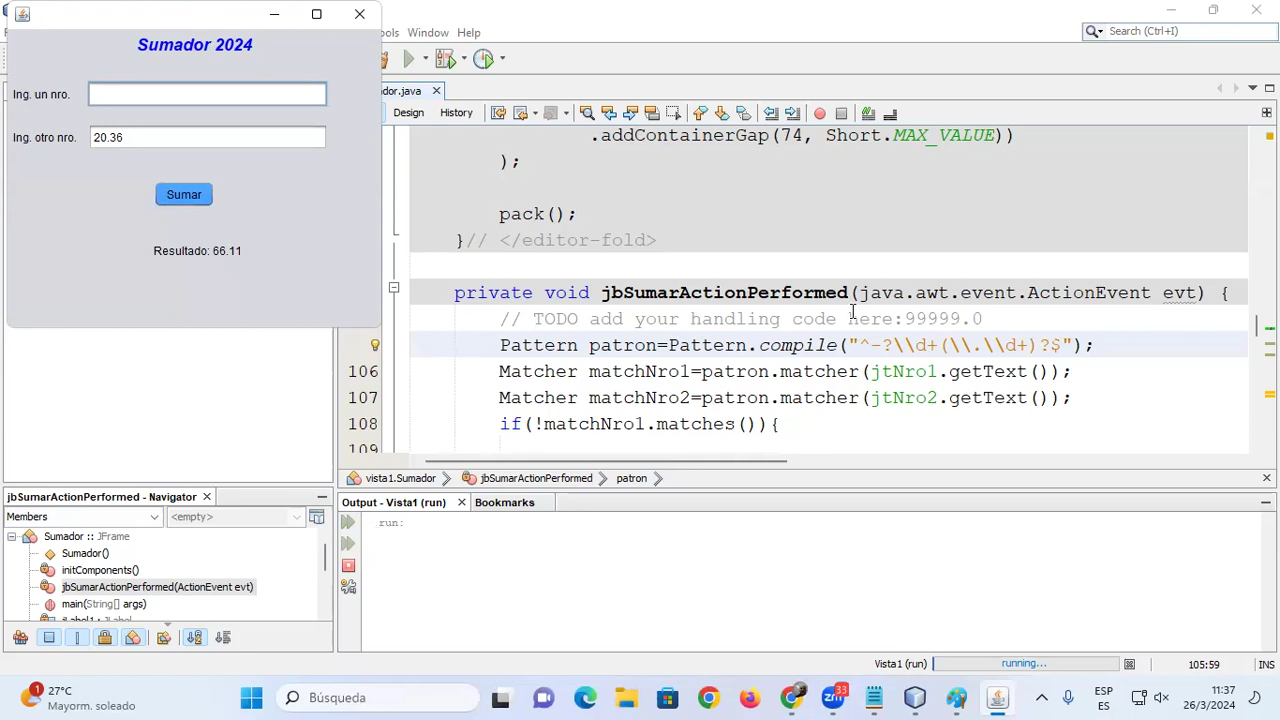 Sumador 2024
Ing. un nro.
Ing. otro nro. 20.36
Sumar
Resultado: 66.11
Window Help
Search (Ctrl+I)
dor.java
Design History
.addContainerGap(74, Short.MAX_VALUE))
);
pack();
}// </editor-fold>
private void jbSumarActionPerformed(java.awt.event.ActionEvent evt) {
// TODO add your handling code here:99999.0
Pattern patron=Pattern.compile("^-?\\d+(\\.\\d+)?$");
106 Matcher matchNro1=patron.matcher(jtNro1.getText());
107 Matcher matchNro2=patron.matcher(jtNro2.getText());
108 if(!matchNro1.matches()){
109
vista1.Sumador jbSumarActionPerformed patron
jbSumarActionPerformed - Navigator
Members <empty>
Sumador :: JFrame
Sumador()
initComponents()
jbSumarActionPerformed(ActionEvent evt)
main(String[] args)
Output - Vista1 (run) Bookmarks
run:
Vista1 (run) running... 105:59 INS
27°C
Mayorm. soleado
1
Búsqueda
33
ESP
ES
11:37
26/3/2024